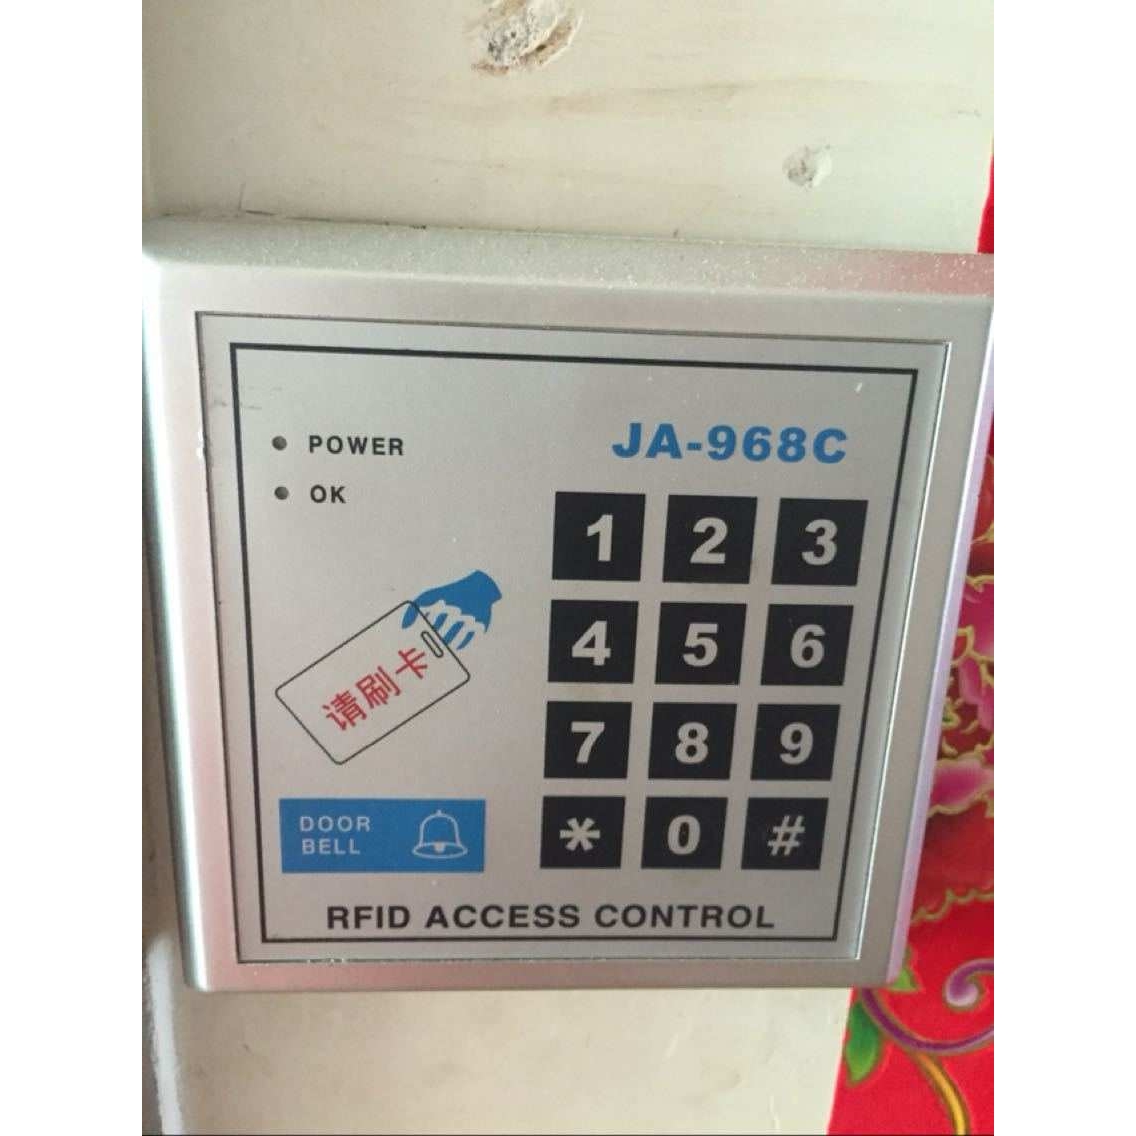 POWER
JA-968C
OK
1 2 3
4 5 6
7 8 9
* 0 #
请刷卡
DOOR
BELL
RFID ACCESS CONTROL